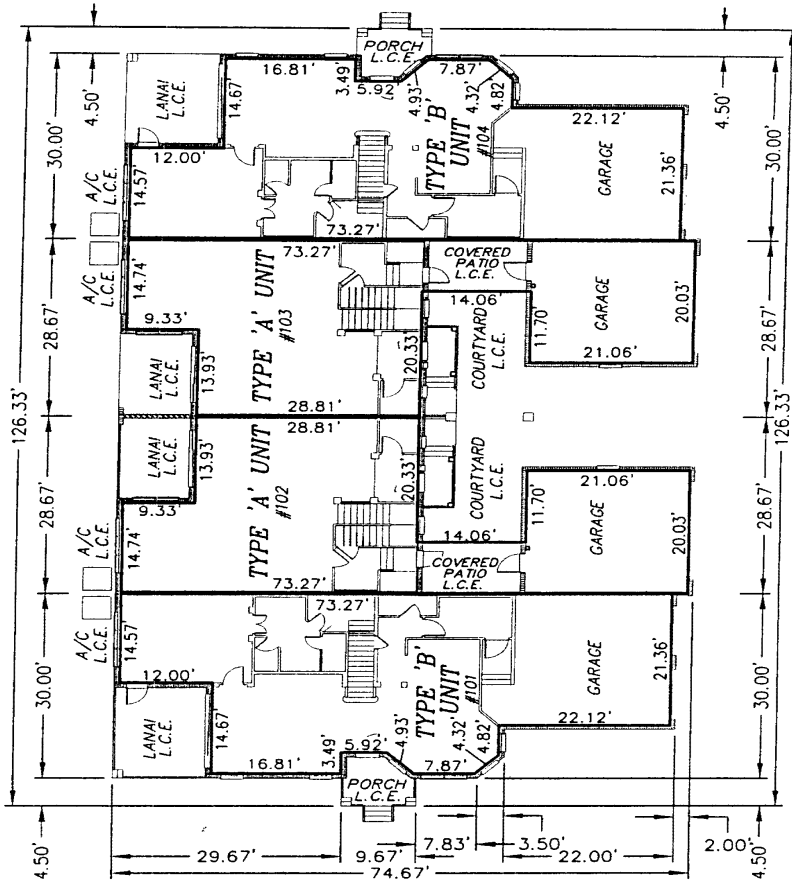 PORCH
L.C.E.
16.81'
3.49'
5.92'
4.93'
7.87'
4.32'
4.82'
LANAI
L.C.E.
14.67'
4.50'
30.00'
4.50'
30.00'
22.12'
TYPE 'B'
UNIT
#104
GARAGE
21.36'
12.00'
14.57'
A/C
L.C.E.
73.27'
73.27'
A/C
L.C.E.
14.74'
9.33'
TYPE 'A' UNIT
#103
COVERED
PATIO
L.C.E.
14.06'
GARAGE
20.03'
11.70'
21.06'
20.33'
COURTYARD
L.C.E.
LANAI
L.C.E.
13.93'
28.81'
28.67'
28.67'
126.33'
126.33'
28.81'
LANAI
L.C.E.
13.93'
9.33'
TYPE 'A' UNIT
#102
20.33'
COURTYARD
L.C.E.
21.06'
11.70'
GARAGE
20.03'
14.06'
28.67'
28.67'
14.74'
A/C
L.C.E.
COVERED
PATIO
L.C.E.
73.27'
73.27'
A/C
L.C.E.
14.57'
12.00'
TYPE 'B'
UNIT
#101
GARAGE
21.36'
22.12'
30.00'
30.00'
LANAI
L.C.E.
14.67'
16.81'
3.49'
5.92'
4.93'
7.87'
4.32'
4.82'
PORCH
L.C.E.
4.50'
29.67'
9.67'
7.83'
3.50'
22.00'
2.00'
4.50'
74.67'